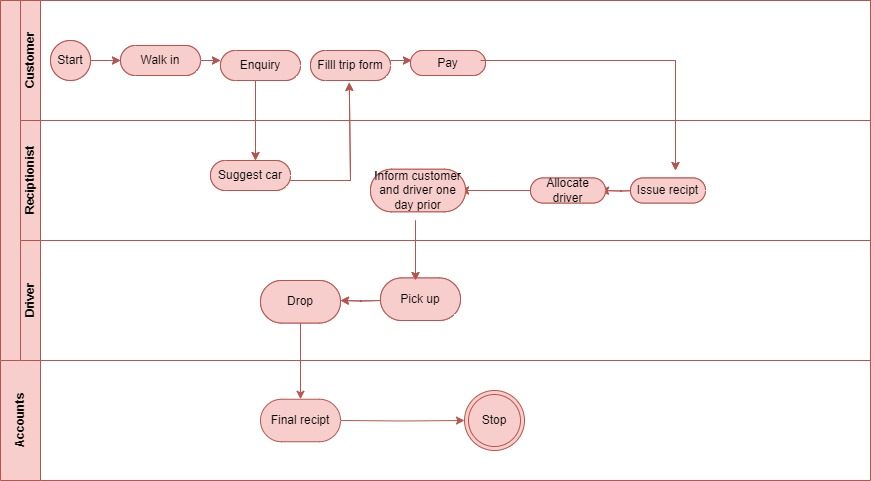 Customer
Start
Walk in
Enquiry
Filll trip form
Pay
Reciptionist
Suggest car
Inform customer
and driver one
day prior
Allocate
driver
Issue recipt
Driver
Drop
Pick up
Accounts
Final recipt
Stop